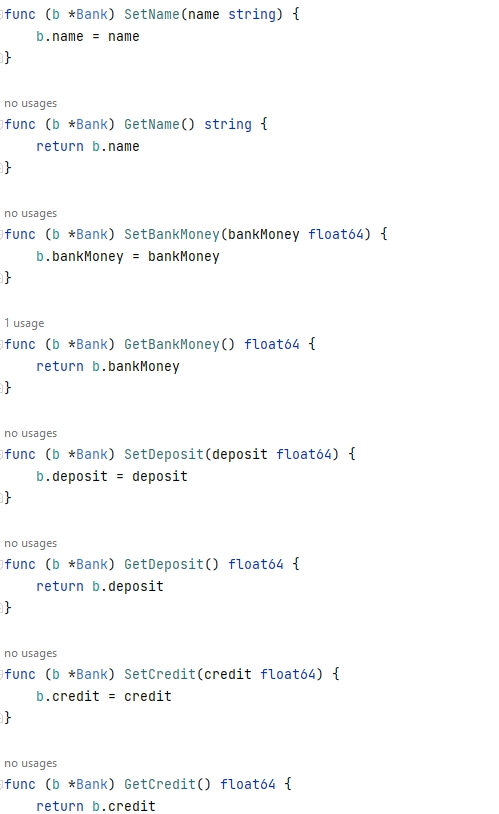 func (b *Bank) SetName(name string) {
    b.name = name
}
no usages
func (b *Bank) GetName() string {
    return b.name
}
no usages
func (b *Bank) SetBankMoney(bankMoney float64) {
    b.bankMoney = bankMoney
}
1 usage
func (b *Bank) GetBankMoney() float64 {
    return b.bankMoney
}
no usages
func (b *Bank) SetDeposit(deposit float64) {
    b.deposit = deposit
}
no usages
func (b *Bank) GetDeposit() float64 {
    return b.deposit
}
no usages
func (b *Bank) SetCredit(credit float64) {
    b.credit = credit
}
no usages
func (b *Bank) GetCredit() float64 {
    return b.credit